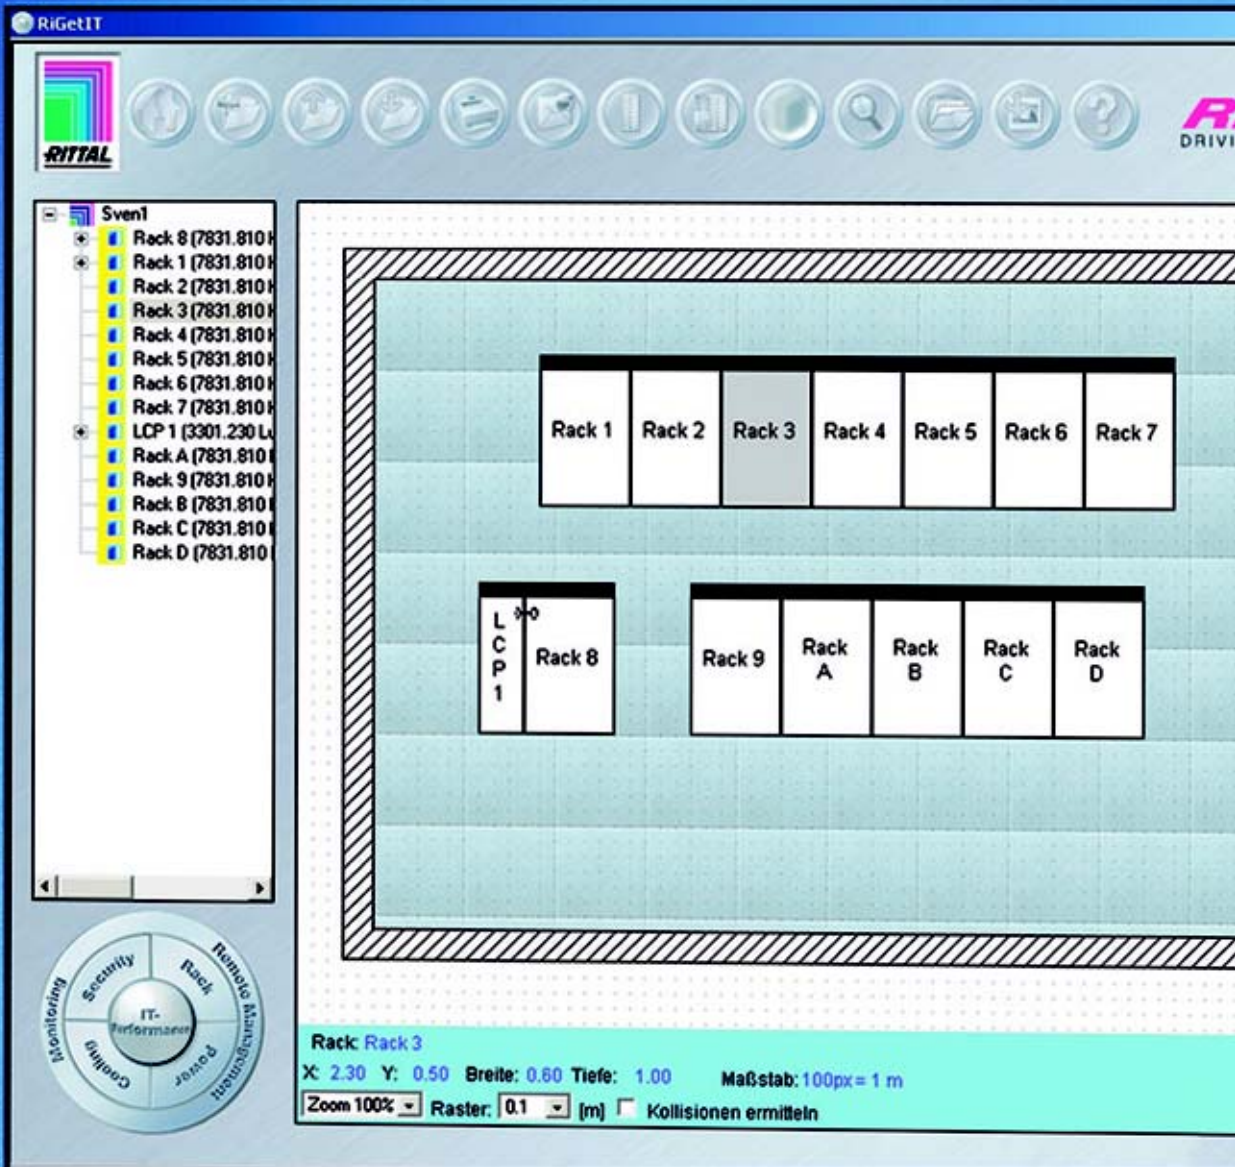 RiGetIT
RITTAL
DRIVI
Sven1
Rack 8 (7831.810
Rack 1 (7831.810
Rack 2 (7831.810
Rack 3 (7831.810
Rack 4 (7831.810
Rack 5 (7831.810
Rack 6 (7831.810
Rack 7 (7831.810
LCP 1 (3301.230
Rack A (7831.810
Rack 9 (7831.810
Rack B (7831.810
Rack C (7831.810
Rack D (7831.810
Rack 1
Rack 2
Rack 3
Rack 4
Rack 5
Rack 6
Rack 7
LCP1
Rack 8
Rack 9
Rack
A
Rack
B
Rack
C
Rack
D
Monitoring
Remote Management
Security
Rack
IT-
Performance
Cooling
Power
Rack: Rack 3
X: 2.30 Y: 0.50 Breite: 0.60 Tiefe: 1.00 Maßstab: 100px = 1 m
Zoom 100% Raster: 0.1 [m] Kollisionen ermitteln